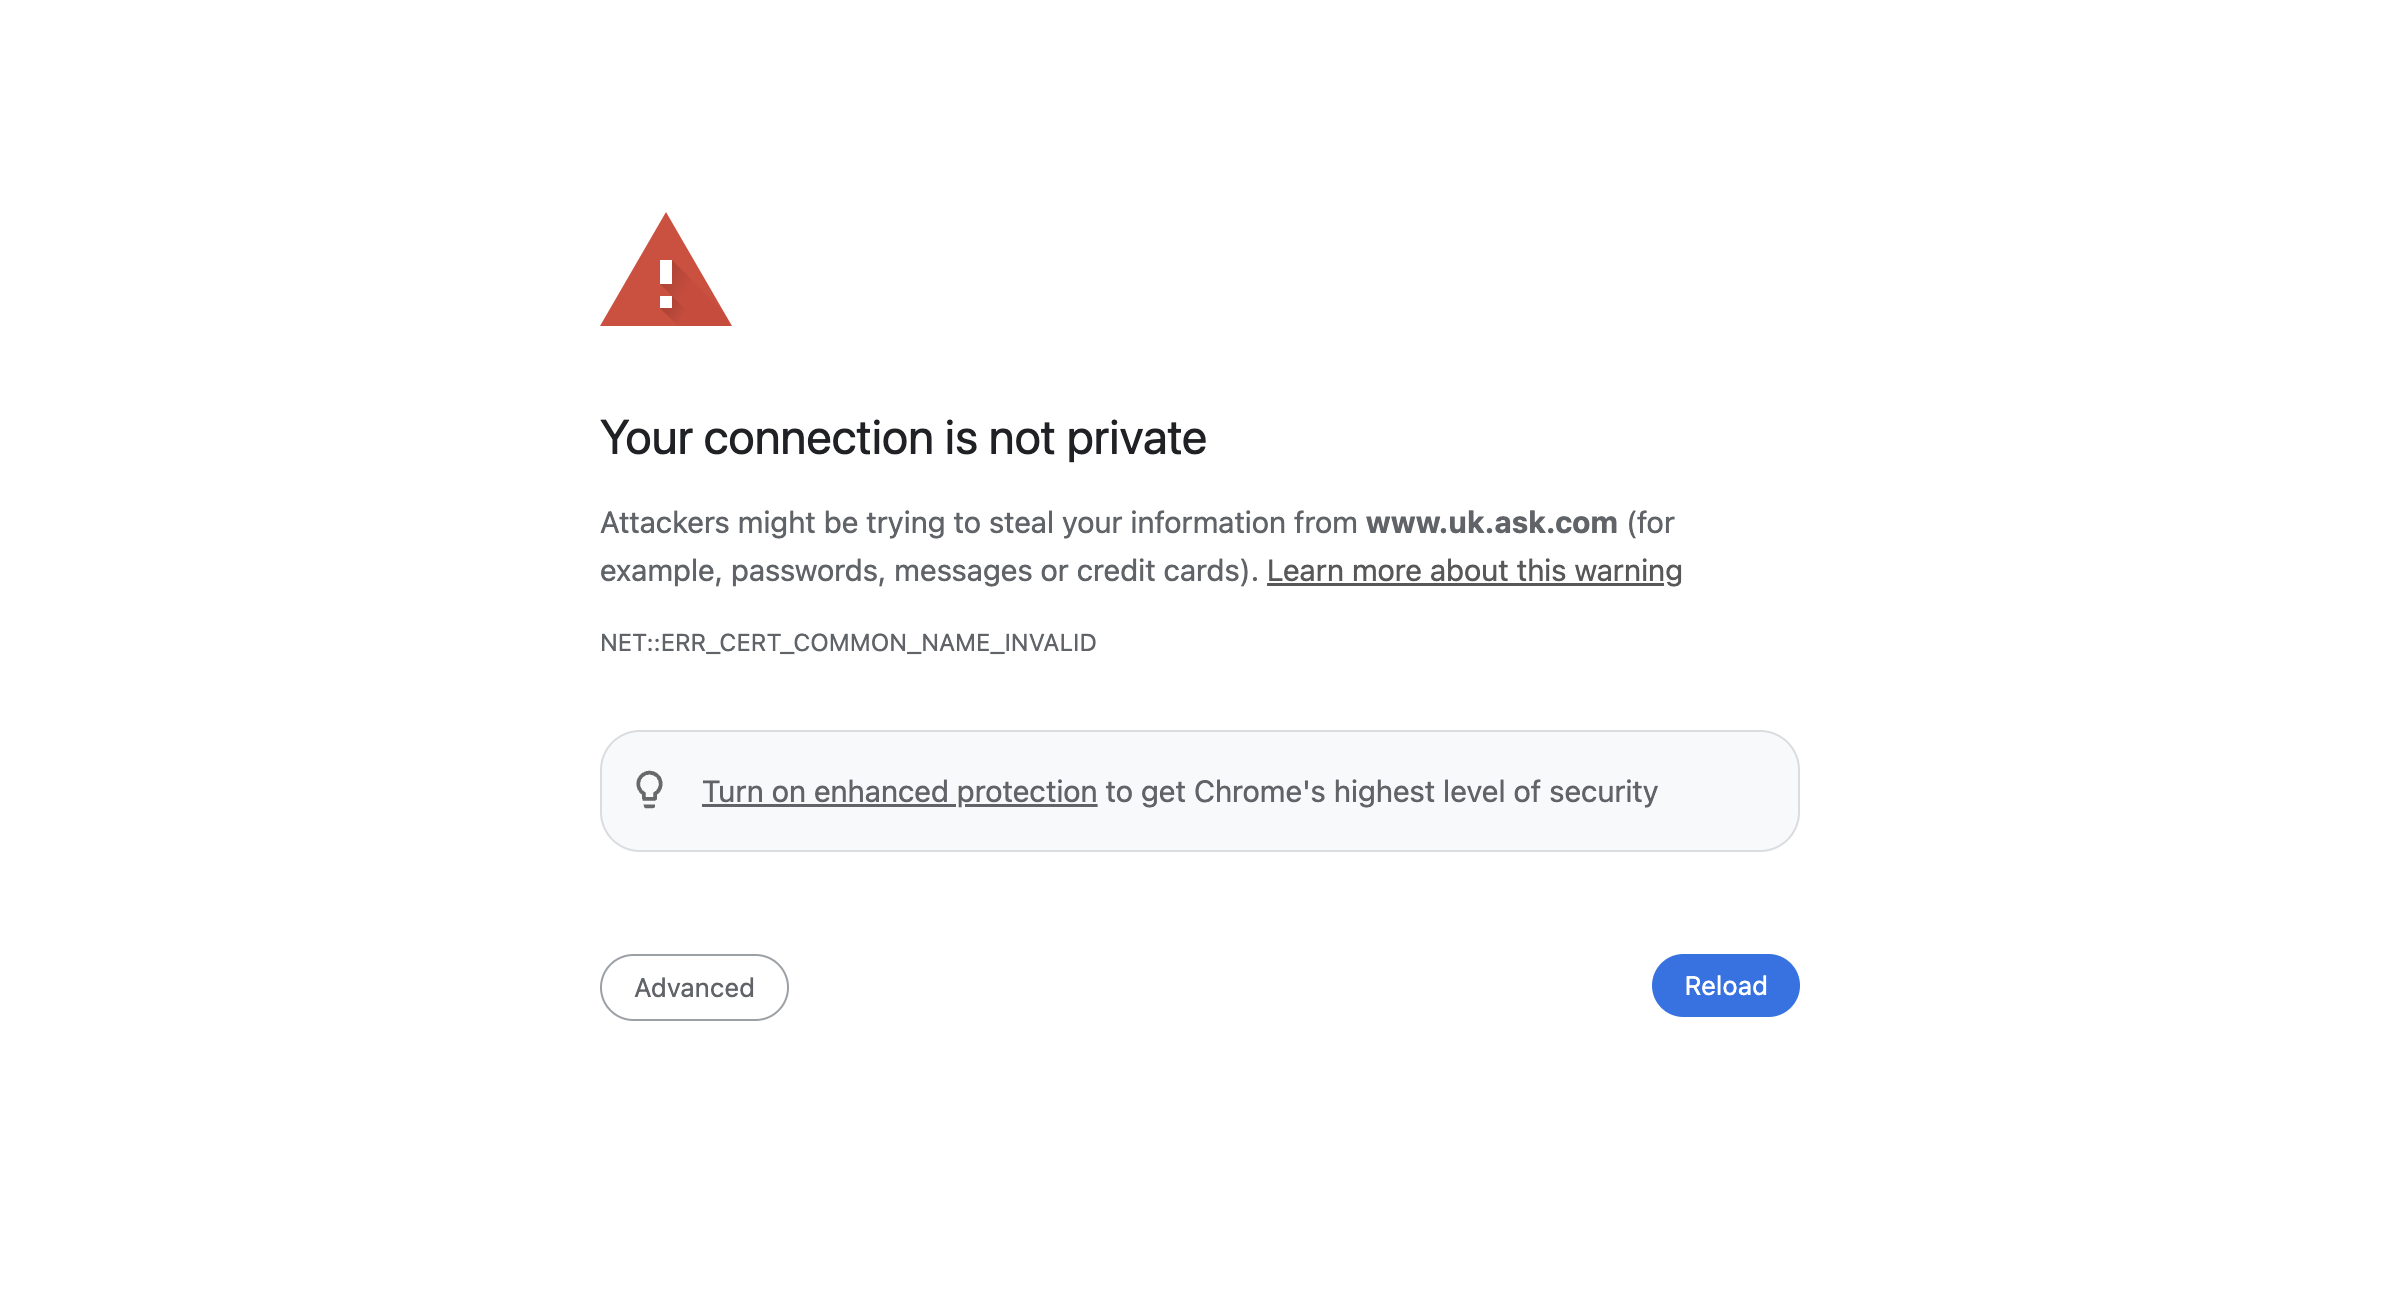 Your connection is not private
Attackers might be trying to steal your information from www.uk.ask.com (for
example, passwords, messages or credit cards). Learn more about this warning
NET::ERR_CERT_COMMON_NAME_INVALID
Turn on enhanced protection to get Chrome's highest level of security
Advanced
Reload